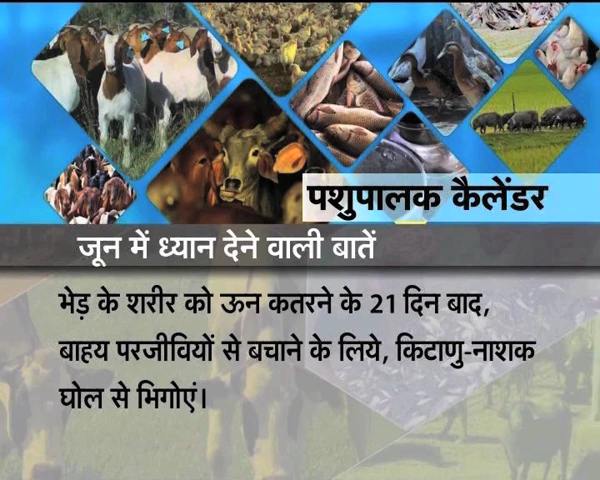 पशुपालक कैलेंडर
जून में ध्यान देने वाली बातें
भेड़ के शरीर को ऊन कतरने के 21 दिन बाद,
बाहय परजीवियों से बचाने के लिये, किटाणु-नाशक
घोल से भिगोएं।